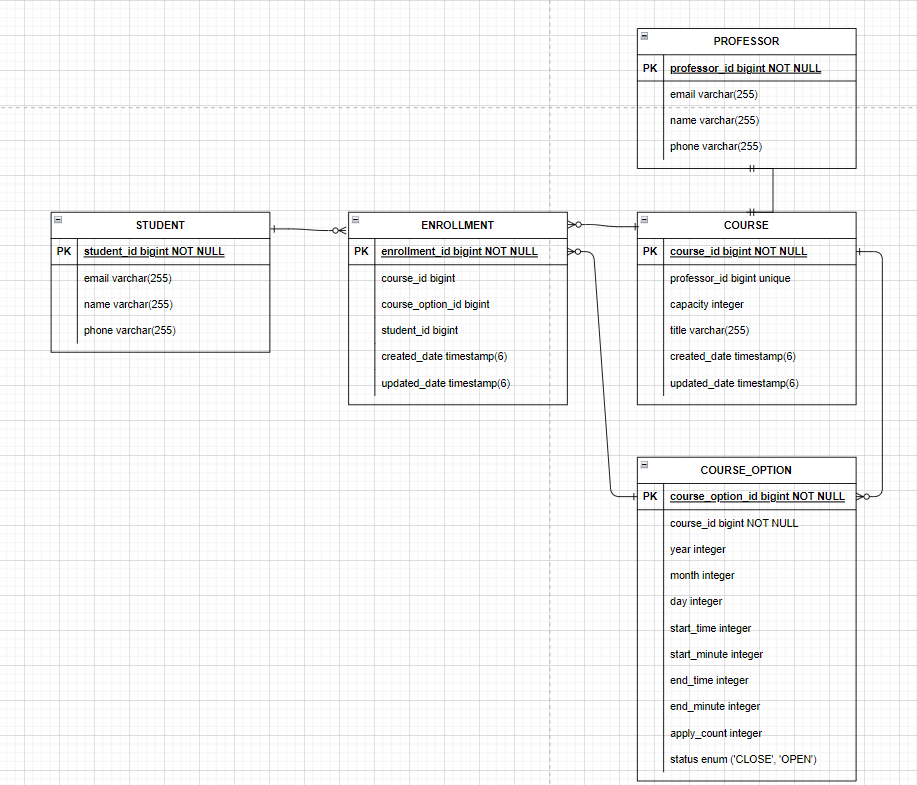 PROFESSOR
PK professor_id bigint NOT NULL
email varchar(255)
name varchar(255)
phone varchar(255)
STUDENT
PK student_id bigint NOT NULL
email varchar(255)
name varchar(255)
phone varchar(255)
ENROLLMENT
PK enrollment_id bigint NOT NULL
course_id bigint
course_option_id bigint
student_id bigint
created_date timestamp(6)
updated_date timestamp(6)
COURSE
PK course_id bigint NOT NULL
professor_id bigint unique
capacity integer
title varchar(255)
created_date timestamp(6)
updated_date timestamp(6)
COURSE_OPTION
PK course_option_id bigint NOT NULL
course_id bigint NOT NULL
year integer
month integer
day integer
start_time integer
start_minute integer
end_time integer
end_minute integer
apply_count integer
status enum ('CLOSE', 'OPEN')